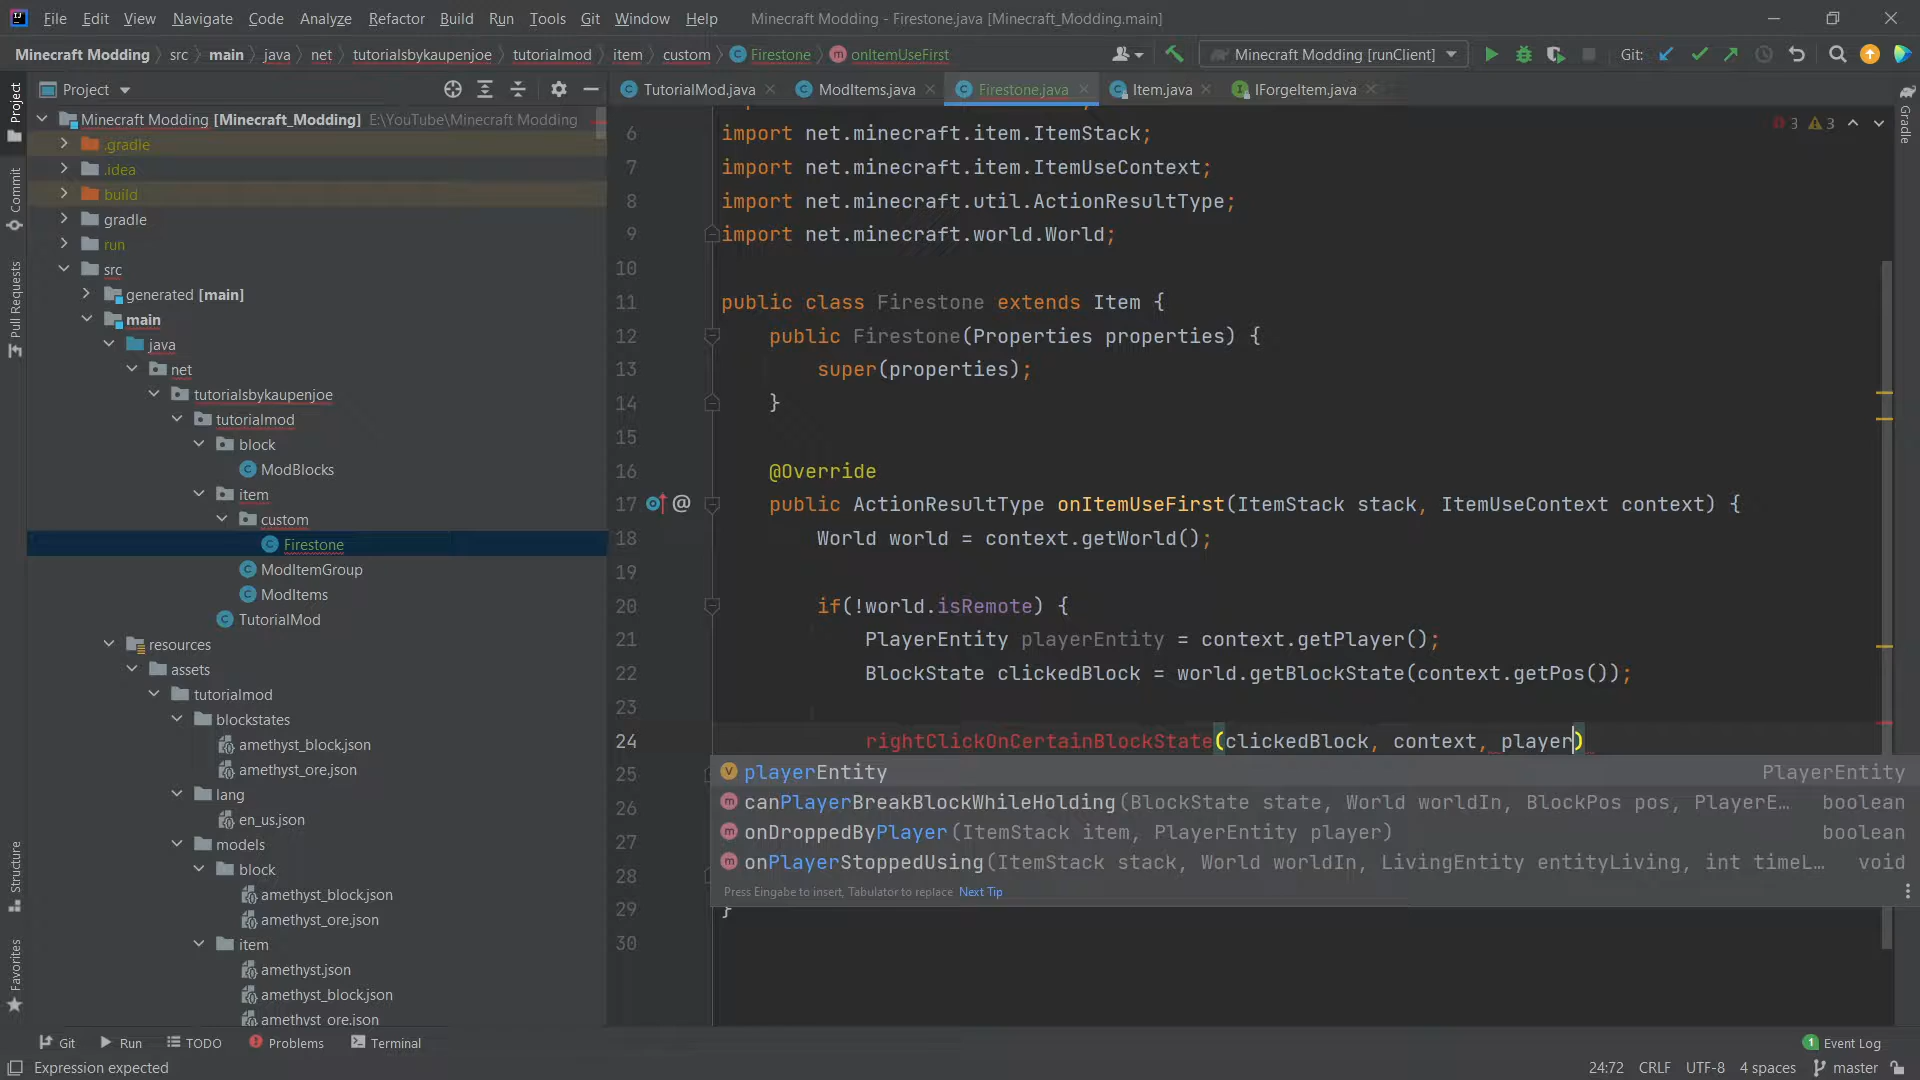 File Edit View Navigate Code Analyze Refactor Build Run Tools Git Window Help Minecraft Modding - Firestone.java [Minecraft_Modding.main]
Minecraft Modding src main java net tutorialsbykaupenjoe tutorialmod item custom Firestone onItemUseFirst Minecraft Modding [runClient] Git:
Project TutorialMod.java ModItems.java Firestone.java Item.java IForgeItem.java
Project
Commit
Pull Requests
Structure
Favorites
Gradle
Minecraft Modding [Minecraft_Modding] E:\YouTube\Minecraft Modding
.gradle
.idea
build
gradle
run
src
generated [main]
main
java
net
tutorialsbykaupenjoe
tutorialmod
block
ModBlocks
item
custom
Firestone
ModItemGroup
ModItems
TutorialMod
resources
assets
tutorialmod
blockstates
amethyst_block.json
amethyst_ore.json
lang
en_us.json
models
block
amethyst_block.json
amethyst_ore.json
item
amethyst.json
amethyst_block.json
amethyst_ore.json
3 3
6 import net.minecraft.item.ItemStack;
7 import net.minecraft.item.ItemUseContext;
8 import net.minecraft.util.ActionResultType;
9 import net.minecraft.world.World;
10
11 public class Firestone extends Item {
12 public Firestone(Properties properties) {
13 super(properties);
14 }
15
16 @Override
17 @ public ActionResultType onItemUseFirst(ItemStack stack, ItemUseContext context) {
18 World world = context.getWorld();
19
20 if(!world.isRemote) {
21 PlayerEntity playerEntity = context.getPlayer();
22 BlockState clickedBlock = world.getBlockState(context.getPos());
23
24 rightClickOnCertainBlockState(clickedBlock, context, player)
25 playerEntity PlayerEntity
26 canPlayerBreakBlockWhileHolding(BlockState state, World worldIn, BlockPos pos, PlayerE... boolean
27 onDroppedByPlayer(ItemStack item, PlayerEntity player) boolean
28 onPlayerStoppedUsing(ItemStack stack, World worldIn, LivingEntity entityLiving, int timeL... void
Press Eingabe to insert, Tabulator to replace Next Tip
29 }
30
Git Run TODO Problems Terminal 1 Event Log
Expression expected 24:72 CRLF UTF-8 4 spaces master